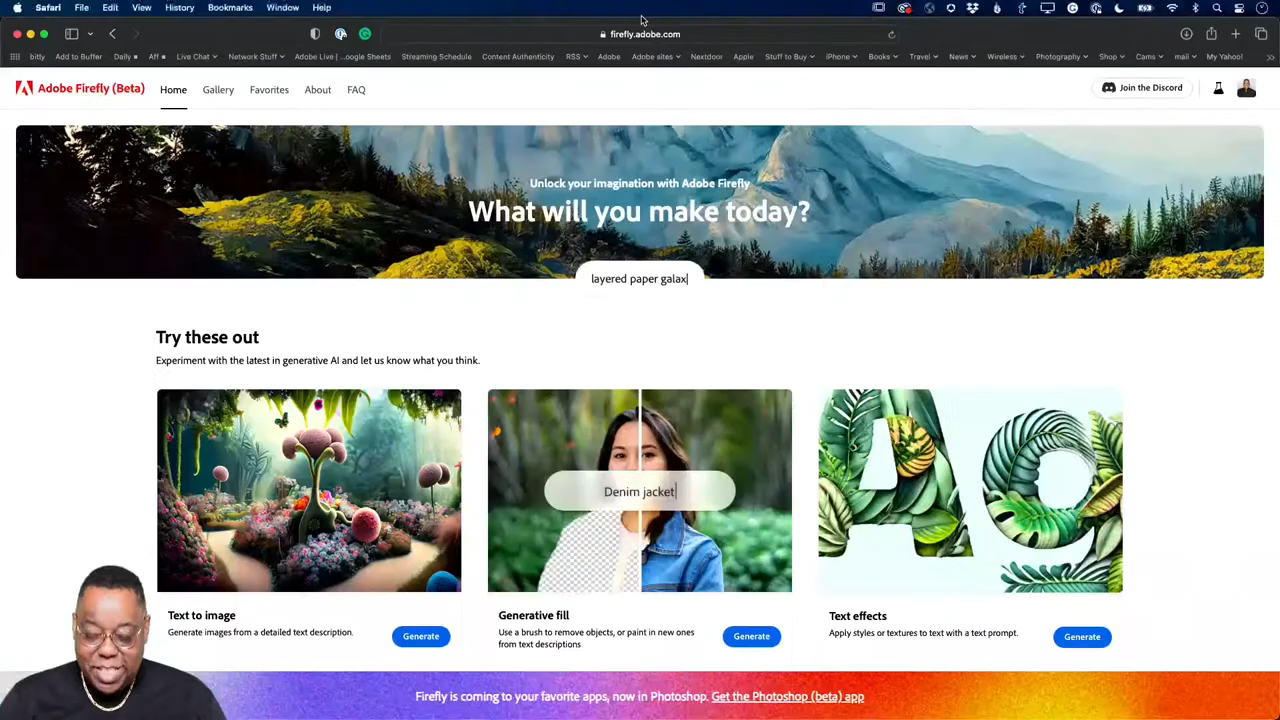 Safari File Edit View History Bookmarks Window Help
firefly.adobe.com
bitly Add to Buffer Daily Aff Live Chat Network Stuff Adobe Live | ...oogle Sheets Streaming Schedule Content Authenticity RSS Adobe Adobe sites Nextdoor Apple Stuff to Buy iPhone Books Travel News Wireless Photography Shop Cams mail My Yahoo!
Adobe Firefly (Beta) Home Gallery Favorites About FAQ Join the Discord
Unlock your imagination with Adobe Firefly
What will you make today?
layered paper galax
Try these out
Experiment with the latest in generative AI and let us know what you think.
Denim jacket
Ag
Text to image
Generate images from a detailed text description.
Generate
Generative fill
Use a brush to remove objects, or paint in new ones
from text descriptions
Generate
Text effects
Apply styles or textures to text with a text prompt.
Generate
Firefly is coming to your favorite apps, now in Photoshop. Get the Photoshop (beta) app